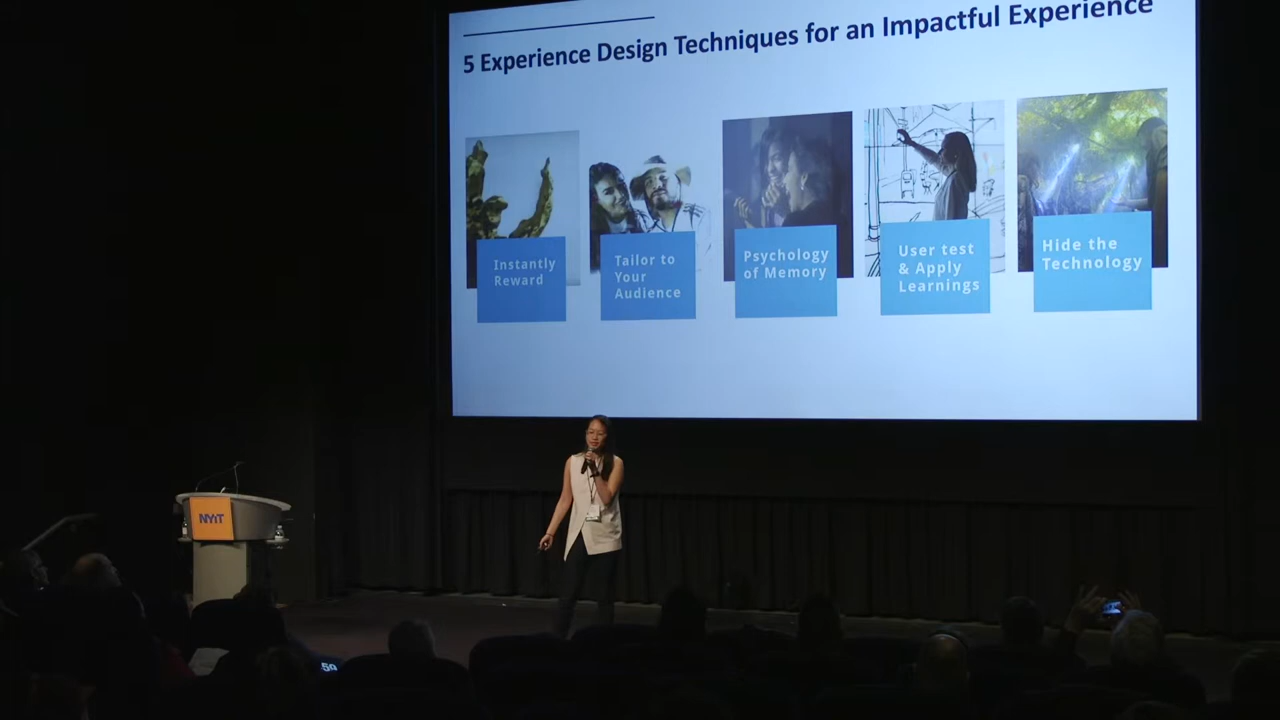 5 Experience Design Techniques for an Impactful Experience
Instantly
Reward
Tailor to
Your
Audience
Psychology
of Memory
User test
& Apply
Learnings
Hide the
Technology
NYIT
59